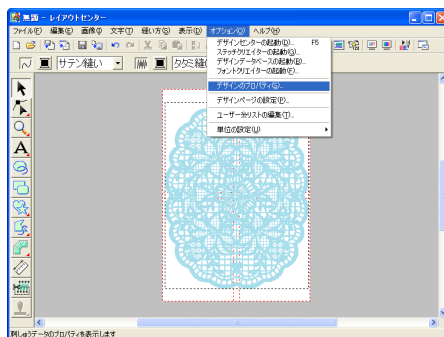 無題 - レイアウトセンター
ファイル(F) 編集(E) 画像(I) 文字(T) 縫い方(S) 表示(D) オプション(O) ヘルプ(H)
デザインセンターの起動(D)... F5
ステッチクリエイターの起動(S)...
デザインデータベースの起動(B)...
フォントクリエイターの起動(F)...
サテン縫い タタミ縫
デザインのプロパティ(S)...
デザインページの設定(P)...
ユーザー糸リストの編集(T)...
単位の設定(U)
A
刺しゅうデータのプロパティを表示します